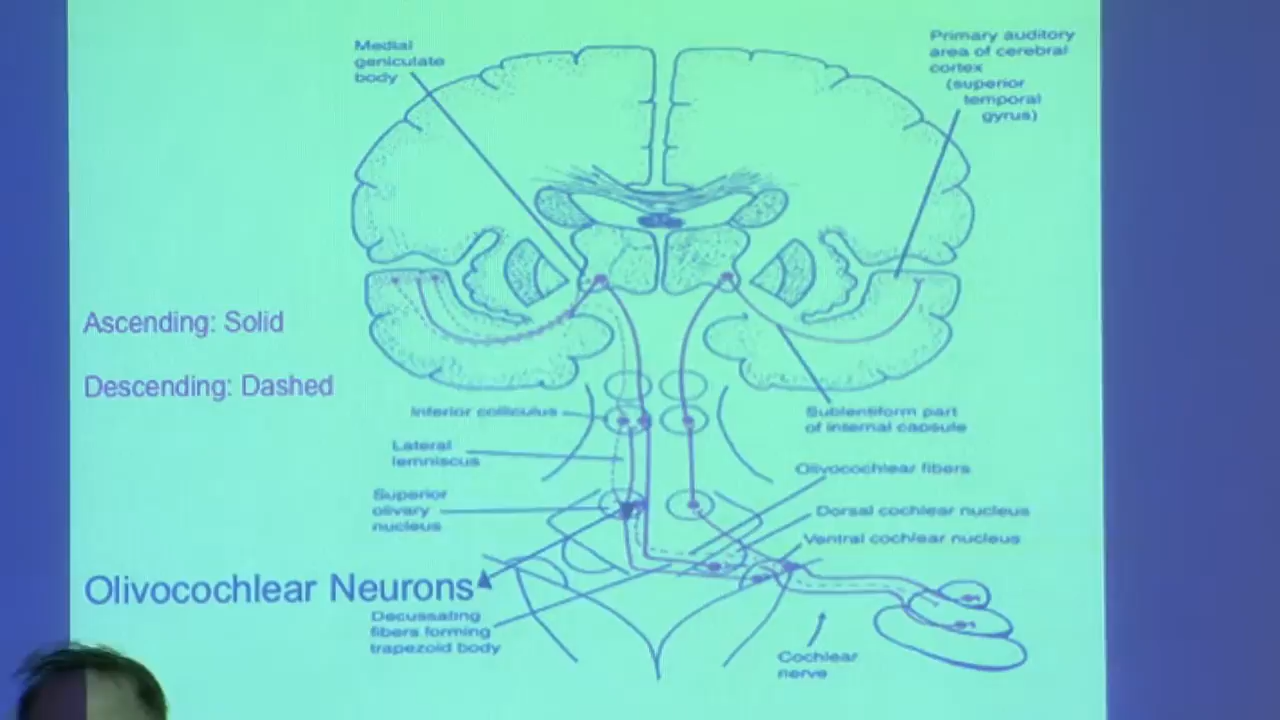 Medial
geniculate
body
Primary auditory
area of cerebral
cortex
(superior
temporal
gyrus)
Ascending: Solid
Descending: Dashed
Inferior colliculus
Lateral
lemniscus
Superior
olivary
nucleus
Sublentiform part
of internal capsule
Olivocochlear fibers
Dorsal cochlear nucleus
Ventral cochlear nucleus
Olivocochlear Neurons
Decussating
fibers forming
trapezoid body
Cochlear
nerve